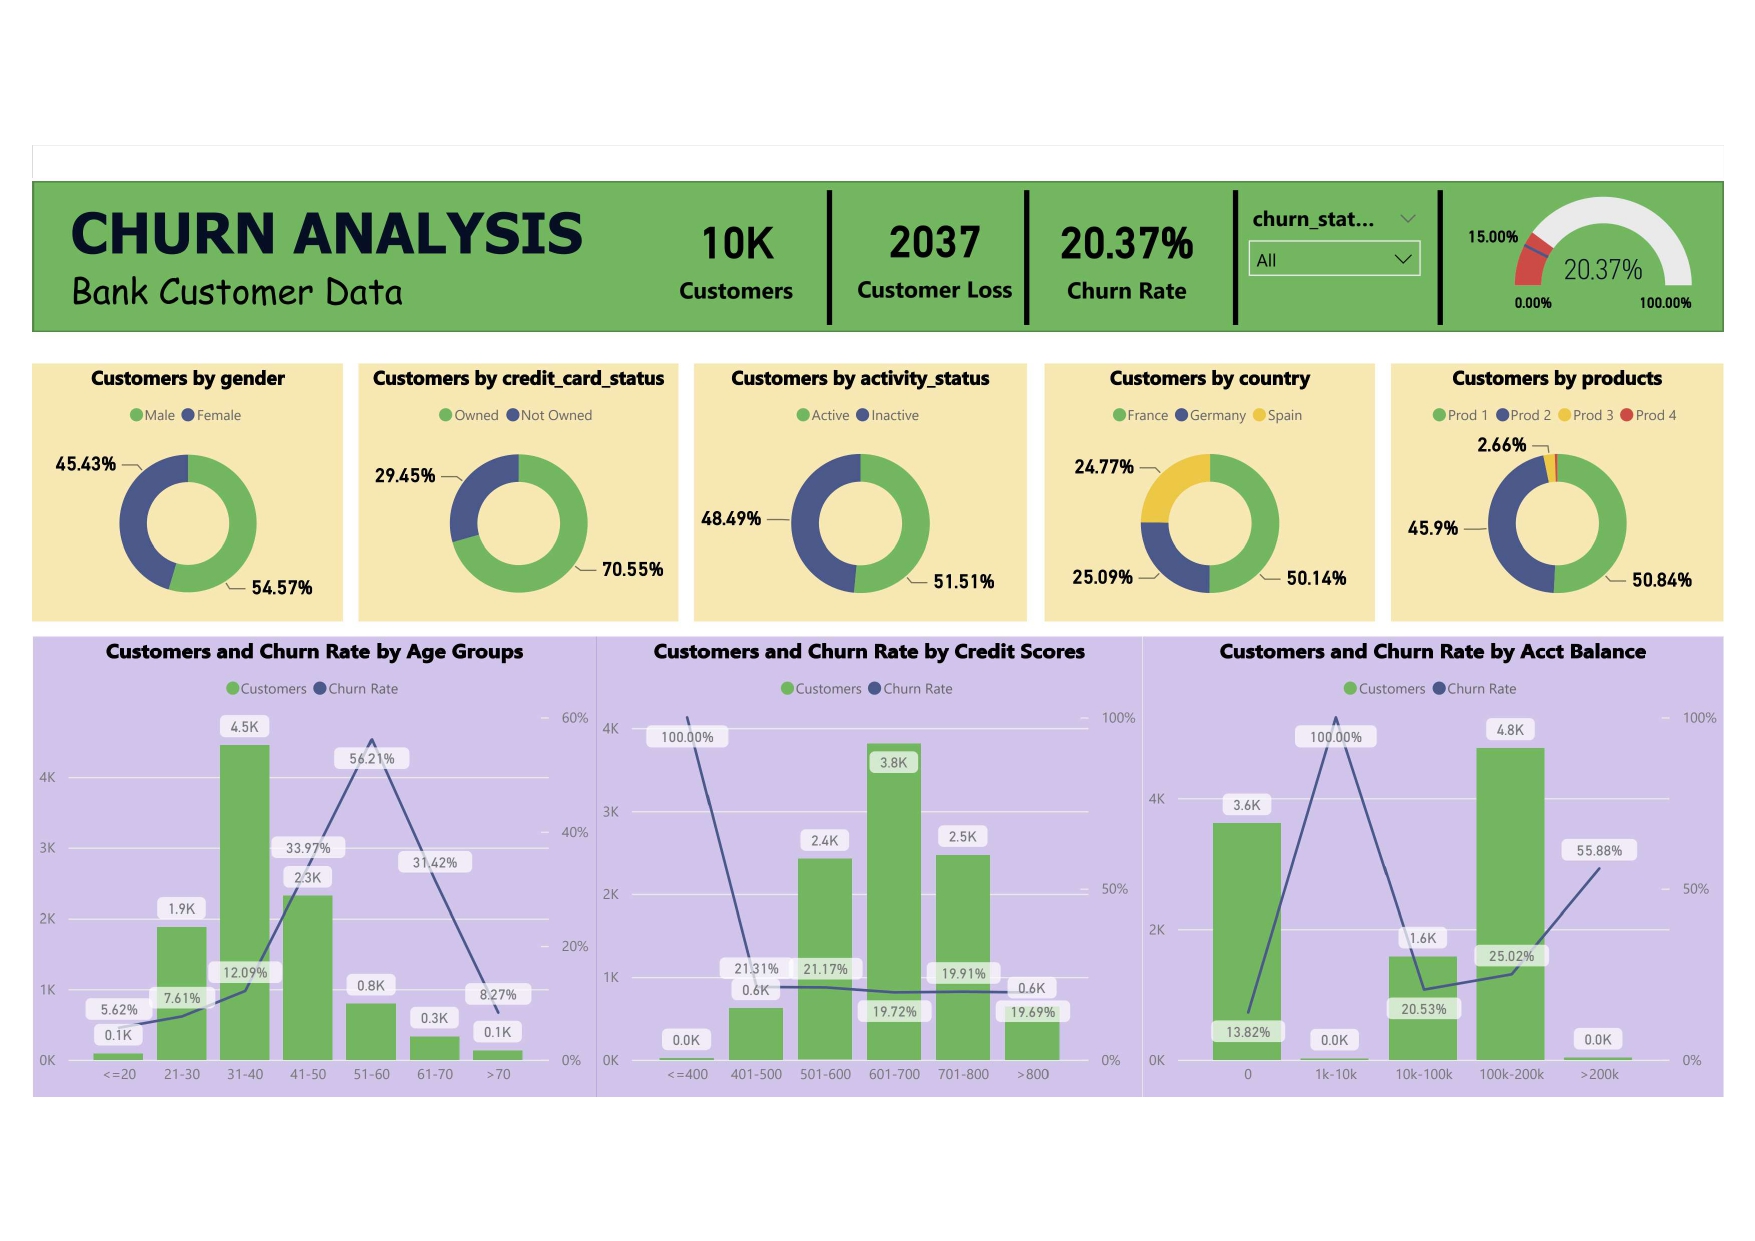 CHURN ANALYSIS
Bank Customer Data
10K
Customers
2037
Customer Loss
20.37%
Churn Rate
churn_stat...
All
15.00%
20.37%
0.00%
100.00%
Customers by gender
Male Female
45.43%
54.57%
Customers by credit_card_status
Owned Not Owned
29.45%
70.55%
Customers by activity_status
Active Inactive
48.49%
51.51%
Customers by country
France Germany Spain
24.77%
25.09%
50.14%
Customers by products
Prod 1 Prod 2 Prod 3 Prod 4
2.66%
45.9%
50.84%
Customers and Churn Rate by Age Groups
Customers Churn Rate
60%
4.5K
56.21%
4K
40%
33.97%
3K
31.42%
2.3K
1.9K
2K
20%
12.09%
7.61%
8.27%
0.8K
1K
5.62%
0.3K
0.1K
0.1K
0K
0%
<=20 21-30 31-40 41-50 51-60 61-70 >70
Customers and Churn Rate by Credit Scores
Customers Churn Rate
100%
4K
100.00%
3.8K
3K
2.4K
2.5K
2K
50%
21.31%
21.17%
19.91%
1K
0.6K
0.6K
19.72%
19.69%
0.0K
0K
0%
<=400 401-500 501-600 601-700 701-800 >800
Customers and Churn Rate by Acct Balance
Customers Churn Rate
100%
4.8K
100.00%
4K
3.6K
55.88%
50%
2K
1.6K
25.02%
20.53%
13.82%
0.0K
0.0K
0K
0%
0 1k-10k 10k-100k 100k-200k >200k